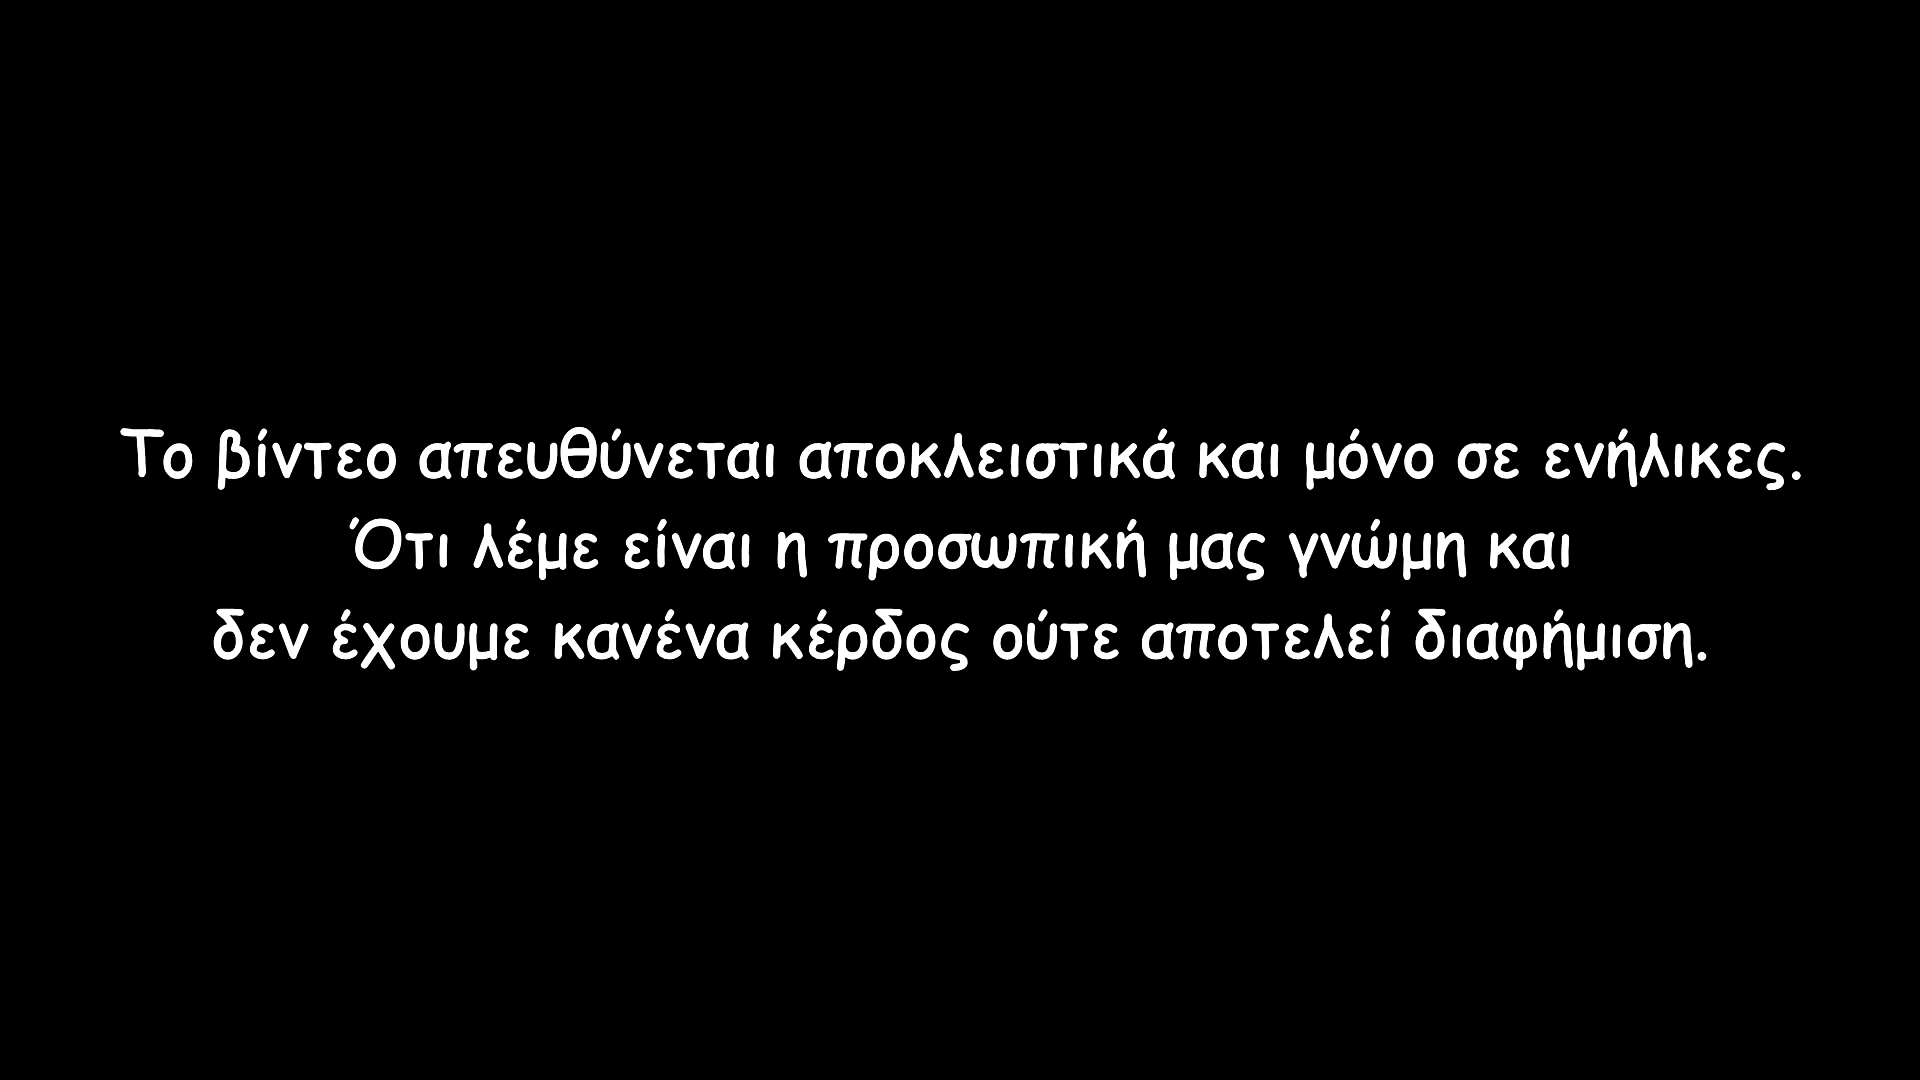 Το βίντεο απευθύνεται αποκλειστικά και μόνο σε ενήλικες.
Ότι λέμε είναι η προσωπική μας γνώμη και
δεν έχουμε κανένα κέρδος ούτε αποτελεί διαφήμιση.